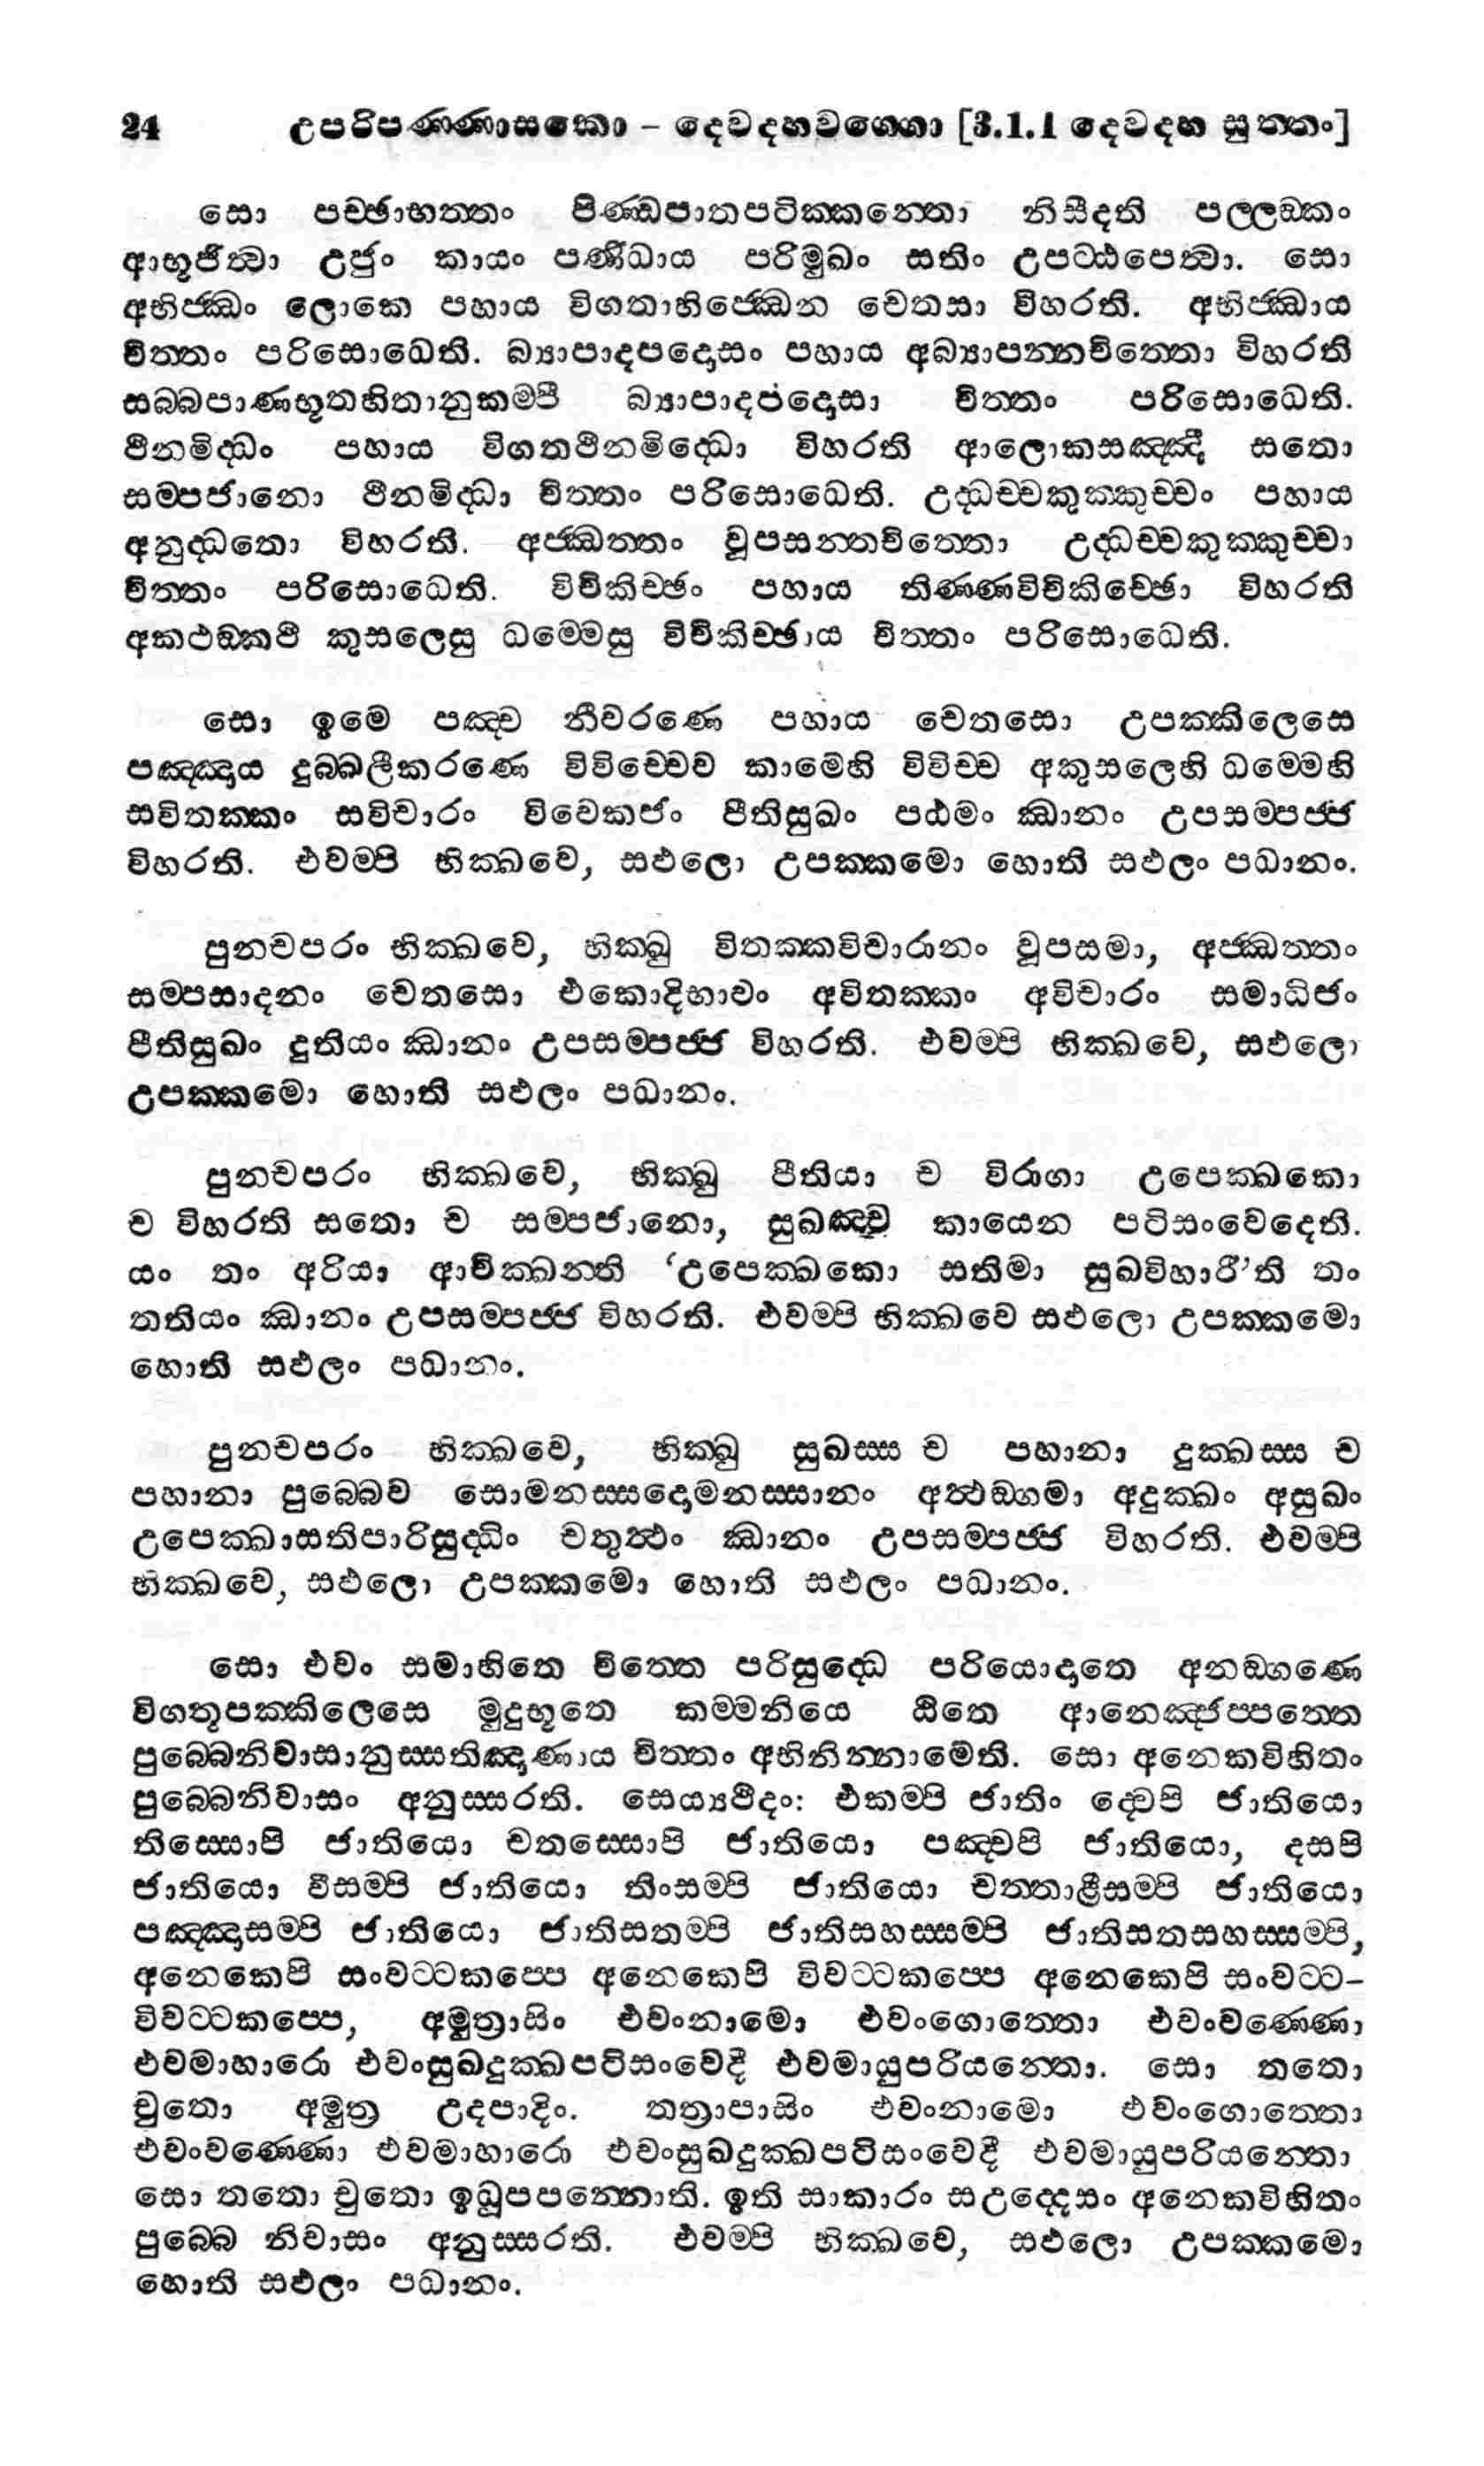 24 උපරිපණ්ණාසකො – දෙවදහවග්ගො [3.1.1 දෙවදහ සුත්තං]
සො පච්ඡාභත්තං පිණ්ඩපාතපටික්කන්තො නිසීදති පල්ලඞ්කං
ආභූජිත්වා උජුං කායං පණිධාය පරිමුඛං සතිං උපට්ඨපෙත්වා. සො
අභිජ්ඣං ලොකෙ පහාය විගතාභිජ්ඣෙන චෙතසා විහරති. අභිජ්ඣාය
චිත්තං පරිසොධෙති. බ්‍යාපාදපදොසං පහාය අබ්‍යාපන්නචිත්තො විහරති
සබ්බපාණභූතහිතානුකම්පී බ්‍යාපාදපදොසා චිත්තං පරිසොධෙති.
ථීනමිද්ධං පහාය විගතථීනමිද්ධො විහරති ආලොකසඤ්ඤී සතො
සම්පජානො ථීනමිද්ධා චිත්තං පරිසොධෙති. උද්ධච්චකුක්කුච්චං පහාය
අනුද්ධතො විහරති. අජ්ඣත්තං වූපසන්තචිත්තො උද්ධච්චකුක්කුච්චා
චිත්තං පරිසොධෙති. විචිකිච්ඡං පහාය තිණ්ණවිචිකිච්ඡො විහරති
අකථඞ්කථී කුසලෙසු ධම්මෙසු විචිකිච්ඡාය චිත්තං පරිසොධෙති.
සො ඉමෙ පඤ්ච නීවරණෙ පහාය චෙතසො උපක්කිලෙසෙ
පඤ්ඤාය දුබ්බලීකරණෙ විවිච්චෙව කාමෙහි විවිච්ච අකුසලෙහි ධම්මෙහි
සවිතක්කං සවිචාරං විවෙකජං පීතිසුඛං පඨමං ඣානං උපසම්පජ්ජ
විහරති. එවම්පි භික්ඛවෙ, සඵලො උපක්කමො හොති සඵලං පධානං.
පුනචපරං භික්ඛවෙ, භික්ඛු විතක්කවිචාරානං වූපසමා, අජ්ඣත්තං
සම්පසාදනං චෙතසො එකොදිභාවං අවිතක්කං අවිචාරං සමාධිජං
පීතිසුඛං දුතියං ඣානං උපසම්පජ්ජ විහරති. එවම්පි භික්ඛවෙ, සඵලො
උපක්කමො හොති සඵලං පධානං.
පුනචපරං භික්ඛවෙ, භික්ඛු පීතියා ච විරාගා උපෙක්ඛකො
ච විහරති සතො ච සම්පජානො, සුඛඤ්ච කායෙන පටිසංවෙදෙති.
යං තං අරියා ආචික්ඛන්ති ‘උපෙක්ඛකො සතිමා සුඛවිහාරී’ති තං
තතියං ඣානං උපසම්පජ්ජ විහරති. එවම්පි භික්ඛවෙ සඵලො උපක්කමො
හොති සඵලං පධානං.
පුනචපරං භික්ඛවෙ, භික්ඛු සුඛස්ස ච පහානා දුක්ඛස්ස ච
පහානා පුබ්බෙව සොමනස්සදොමනස්සානං අත්ථඞ්ගමා අදුක්ඛං අසුඛං
උපෙක්ඛාසතිපාරිසුද්ධිං චතුත්ථං ඣානං උපසම්පජ්ජ විහරති. එවම්පි
භික්ඛවෙ, සඵලො උපක්කමො හොති සඵලං පධානං.
සො එවං සමාහිතෙ චිත්තෙ පරිසුද්ධෙ පරියොදාතෙ අනඞ්ගණෙ
විගතූපක්කිලෙසෙ මුදුභූතෙ කම්මනියෙ ඨිතෙ ආනෙඤ්ජප්පත්තෙ
පුබ්බෙනිවාසානුස්සතිඤාණාය චිත්තං අභිනින්නාමෙති. සො අනෙකවිහිතං
පුබ්බෙනිවාසං අනුස්සරති. සෙය්‍යථීදං: එකම්පි ජාතිං ද්වෙපි ජාතියො
තිස්සොපි ජාතියො චතස්සොපි ජාතියො පඤ්චපි ජාතියො, දසපි
ජාතියො වීසම්පි ජාතියො තිංසම්පි ජාතියො චත්තාළීසම්පි ජාතියො
පඤ්ඤාසම්පි ජාතියො ජාතිසතම්පි ජාතිසහස්සම්පි ජාතිසතසහස්සම්පි,
අනෙකෙපි සංවට්ටකප්පෙ අනෙකෙපි විවට්ටකප්පෙ අනෙකෙපි සංවට්ට-
විවට්ටකප්පෙ, අමුත්‍රාසිං එවංනාමො එවංගොත්තො එවංවණ්ණො
එවමාහාරො එවංසුඛදුක්ඛපටිසංවෙදී එවමායුපරියන්තො. සො තතො
චුතො අමුත්‍ර උදපාදිං. තත්‍රාපාසිං එවංනාමො එවංගොත්තො
එවංවණ්ණො එවමාහාරො එවංසුඛදුක්ඛපටිසංවෙදී එවමායුපරියන්තො
සො තතො චුතො ඉධූපපන්නොති. ඉති සාකාරං සඋද්දෙසං අනෙකවිහිතං
පුබ්බෙ නිවාසං අනුස්සරති. එවම්පි භික්ඛවෙ, සඵලො උපක්කමො
හොති සඵලං පධානං.